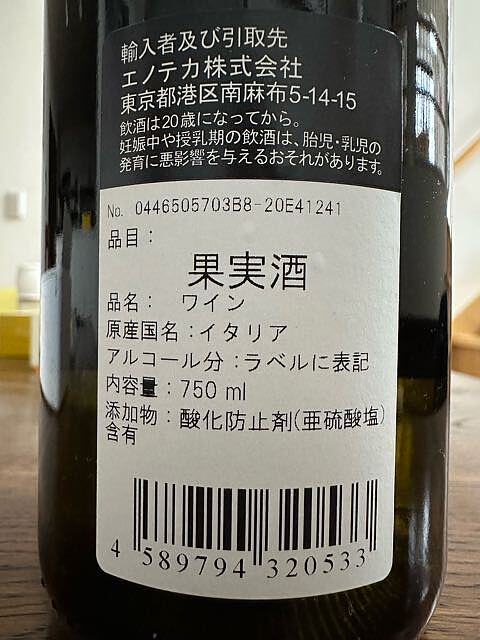 輸入者及び引取先
エノテカ株式会社
東京都港区南麻布5-14-15
飲酒は20歳になってから。
妊娠中や授乳期の飲酒は、胎児・乳児の
発育に悪影響を与えるおそれがあります。
No. 0446505703B8-20E41241
品目:
果実酒
品名: ワイン
原産国名:イタリア
アルコール分:ラベルに表記
内容量:750 ml
添加物:酸化防止剤(亜硫酸塩)
含有
4 589794 320533